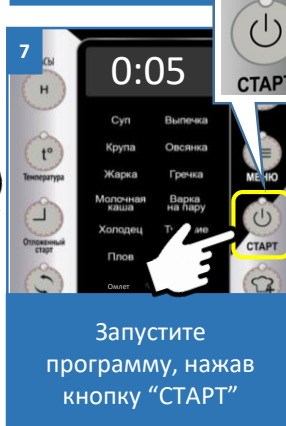 7
СЫ
Н
0:05
СТАРТ
Суп Выпечка
Крупа Овсянка
t°
Температура
Жарка Гречка
МЕНЮ
Молочная каша
Варка на пару
Отложенный старт
Холодец
СТАРТ
Плов
Омлет
Запустите
программу, нажав
кнопку “СТАРТ”